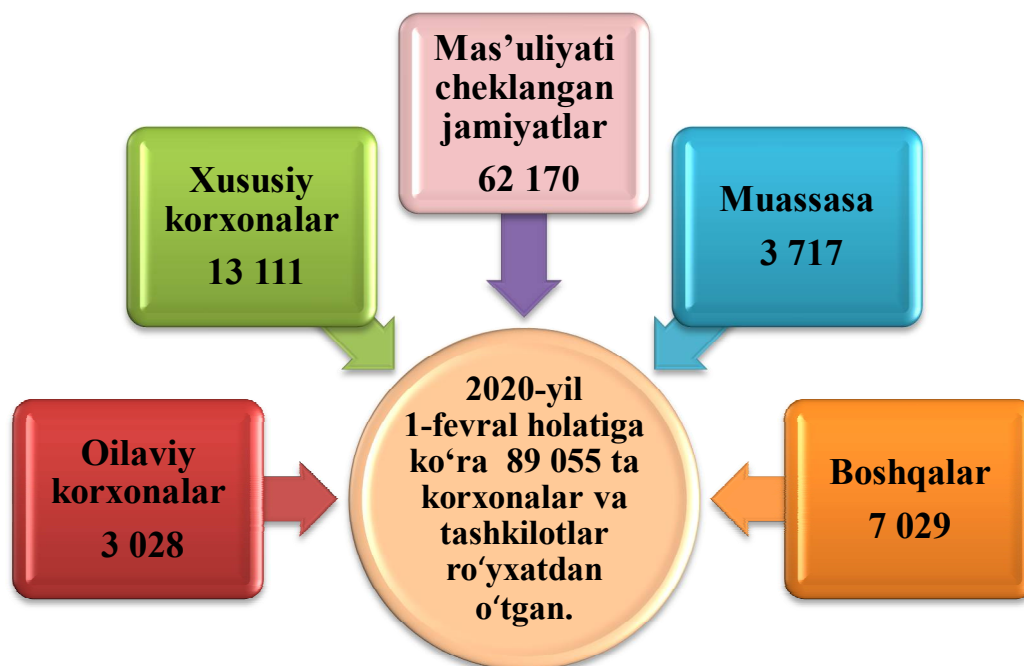 Mas’uliyati
cheklangan
jamiyatlar
62 170
Xususiy
korxonalar
13 111
Muassasa
3 717
Oilaviy
korxonalar
3 028
2020-yil
1-fevral holatiga
ko‘ra 89 055 ta
korxonalar va
tashkilotlar
ro‘yxatdan
o‘tgan.
Boshqalar
7 029